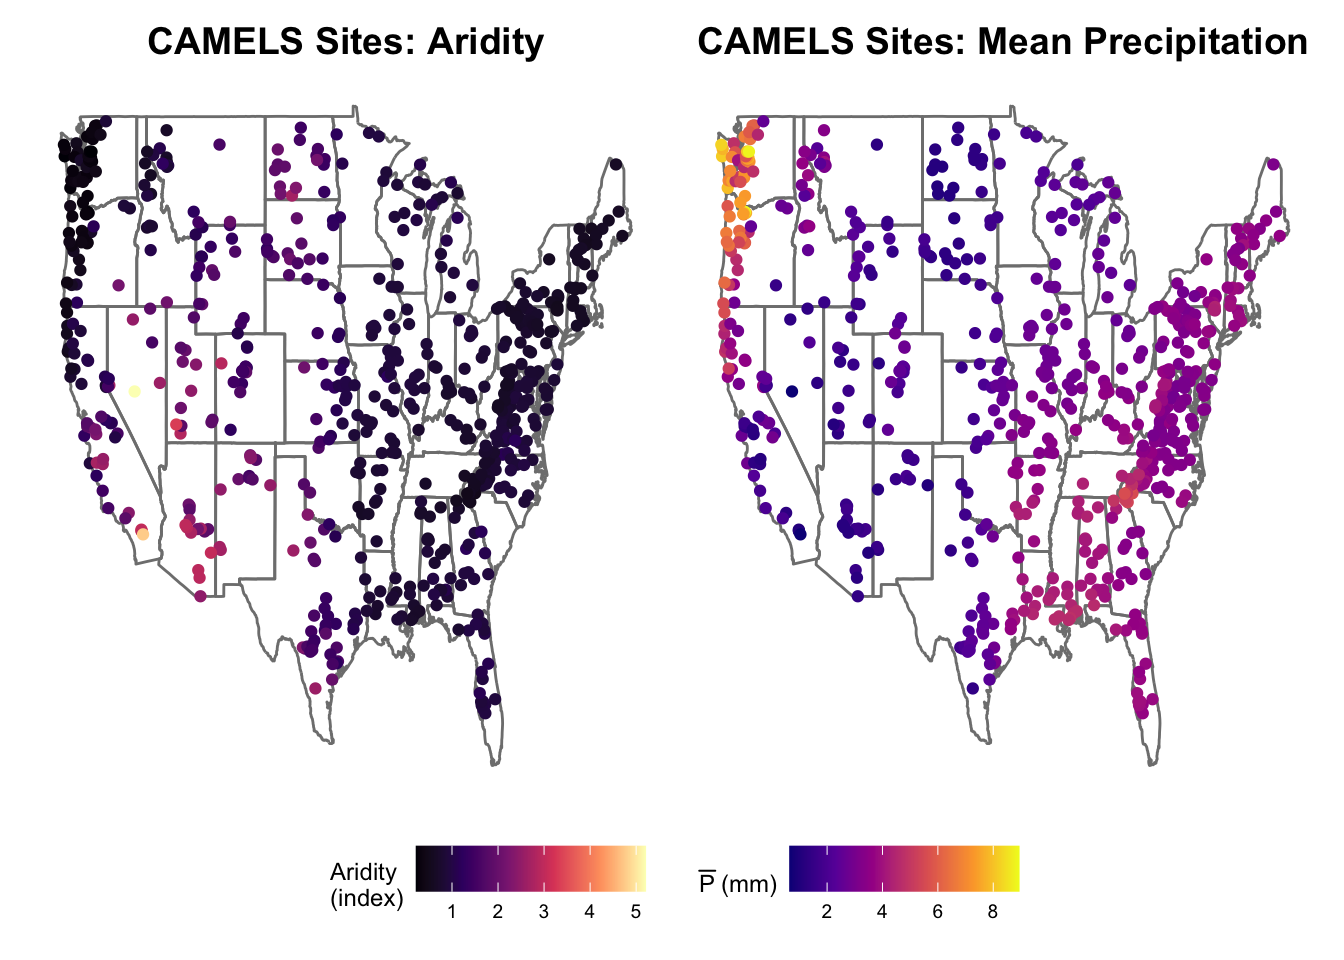 CAMELS Sites: Aridity
CAMELS Sites: Mean Precipitation
Aridity
(index)
1 2 3 4 5
P̅ (mm)
2 4 6 8